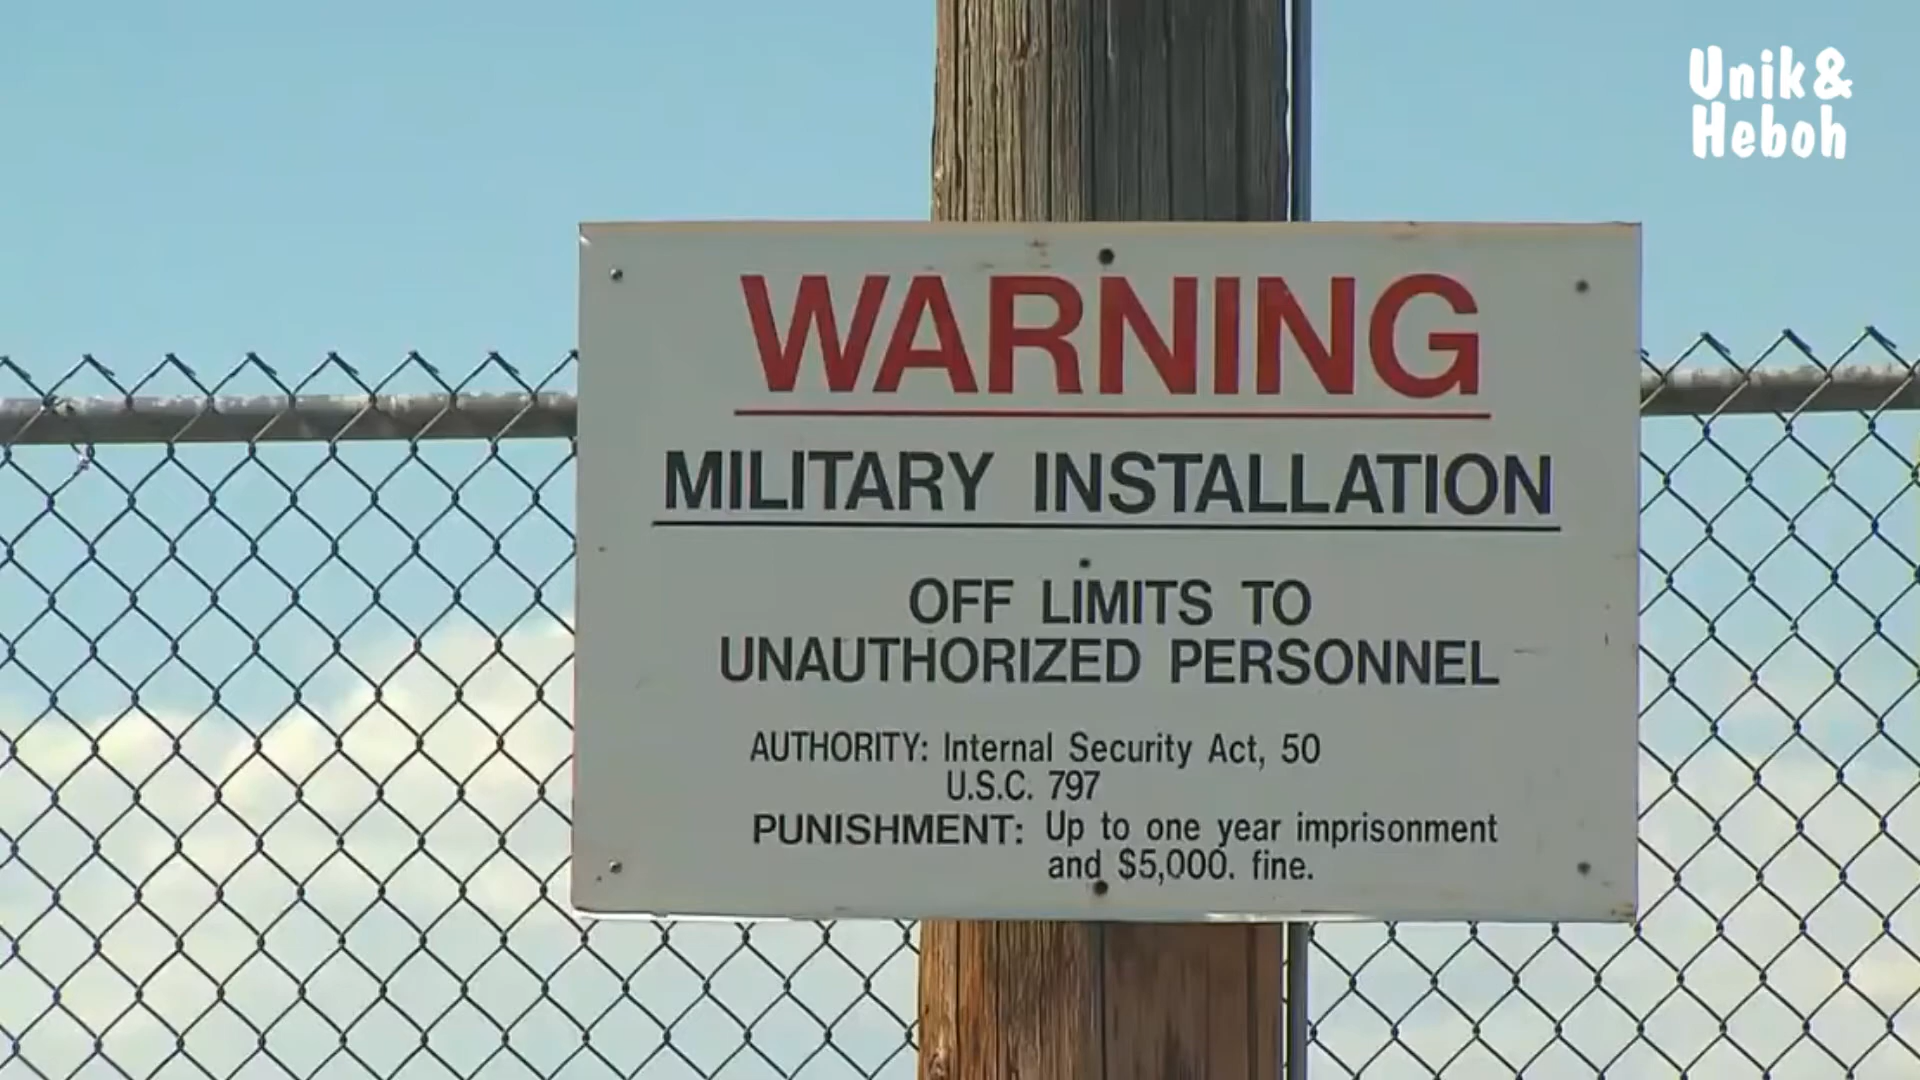 Unik&
Heboh
WARNING
MILITARY INSTALLATION
OFF LIMITS TO
UNAUTHORIZED PERSONNEL
AUTHORITY: Internal Security Act, 50
U.S.C. 797
PUNISHMENT: Up to one year imprisonment
and $5,000. fine.